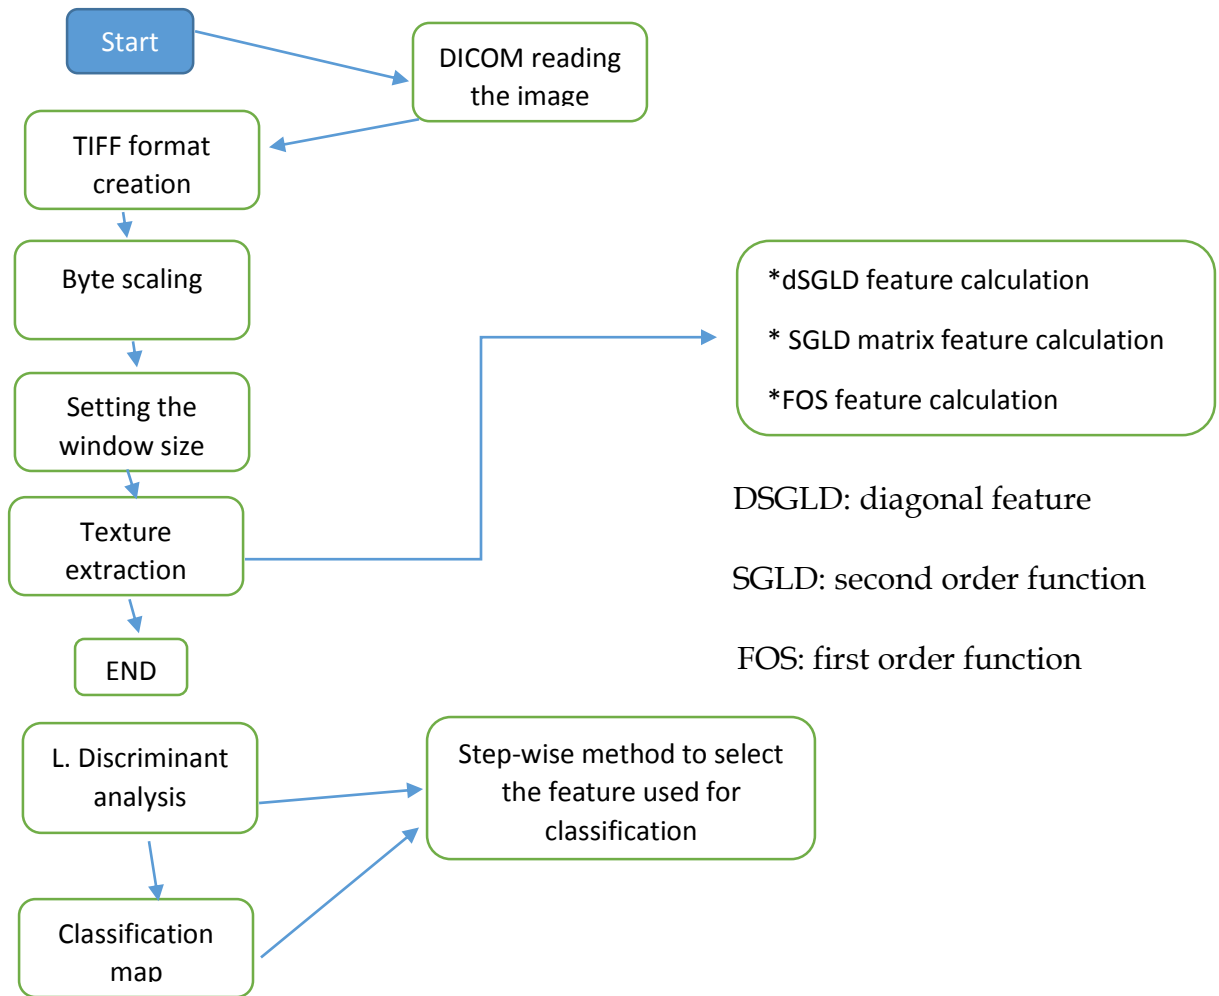 Start
DICOM reading
the image
TIFF format
creation
Byte scaling
Setting the
window size
Texture
extraction
END
*dSGLD feature calculation
* SGLD matrix feature calculation
*FOS feature calculation
DSGLD: diagonal feature
SGLD: second order function
FOS: first order function
L. Discriminant
analysis
Step-wise method to select
the feature used for
classification
Classification
map